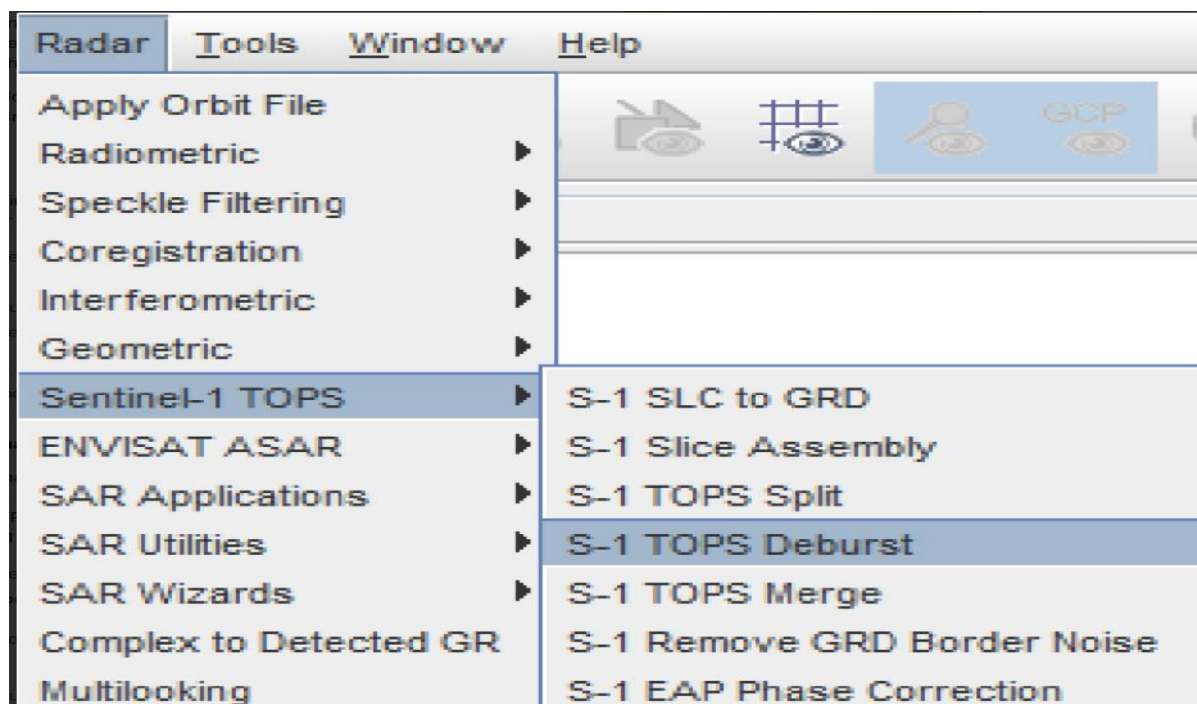 Radar Tools Window Help
Apply Orbit File
Radiometric
GCP
Speckle Filtering
Coregistration
Interferometric
Geometric
Sentinel-1 TOPS
S-1 SLC to GRD
ENVISAT ASAR
S-1 Slice Assembly
SAR Applications
S-1 TOPS Split
SAR Utilities
S-1 TOPS Deburst
SAR Wizards
S-1 TOPS Merge
Complex to Detected GR
S-1 Remove GRD Border Noise
Multilooking
S-1 EAP Phase Correction